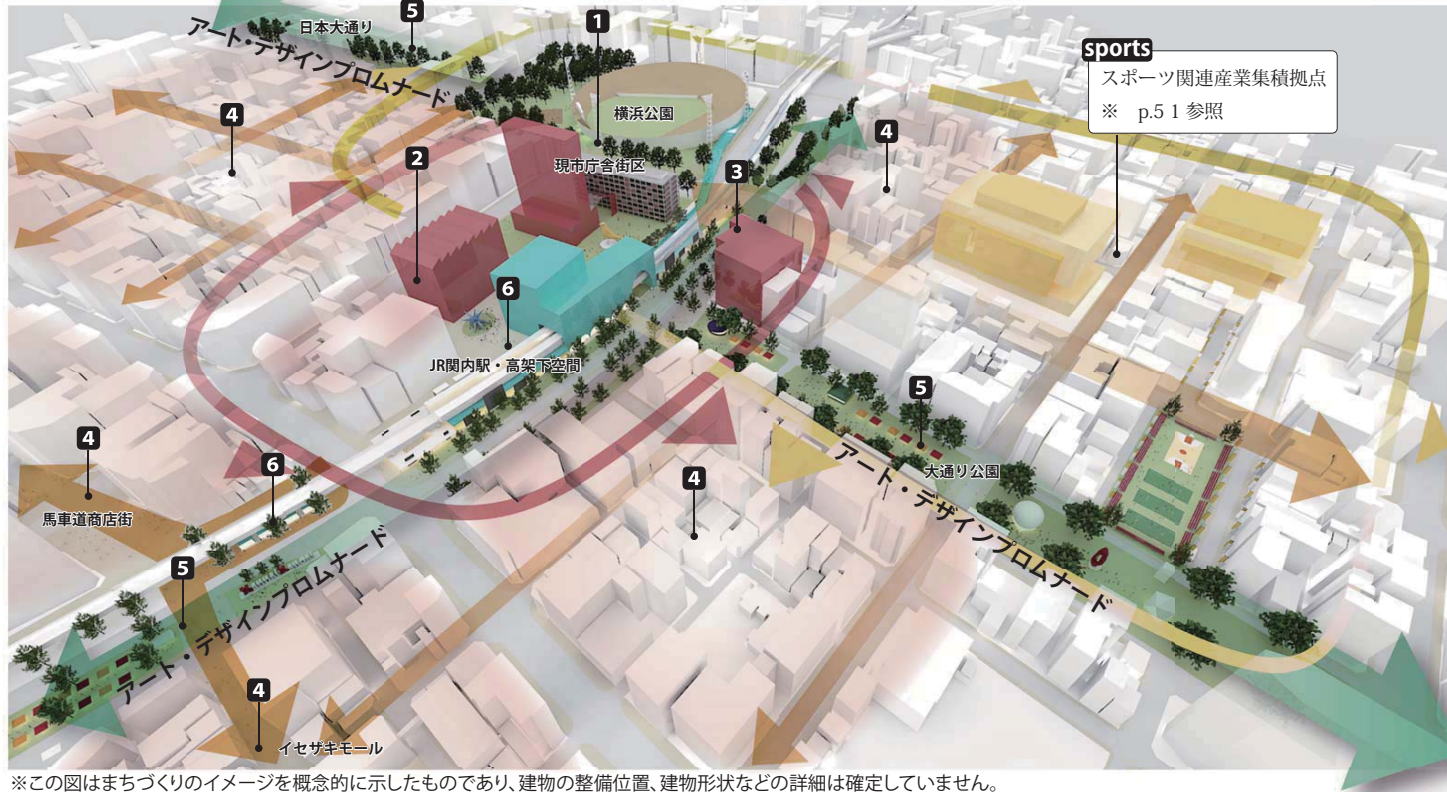 5
日本大通り
アート・デザインプロムナード
1
sports
スポーツ関連産業集積拠点
※ p.5 1 参照
4
横浜公園
4
2
現市庁舎街区
3
6
JR関内駅・高架下空間
5
大通り公園
アート・デザインプロムナード
4
馬車道商店街
6
4
5
アート・デザインプロムナード
4
イセザキモール
※この図はまちづくりのイメージを概念的に示したものであり、建物の整備位置、建物形状などの詳細は確定していません。